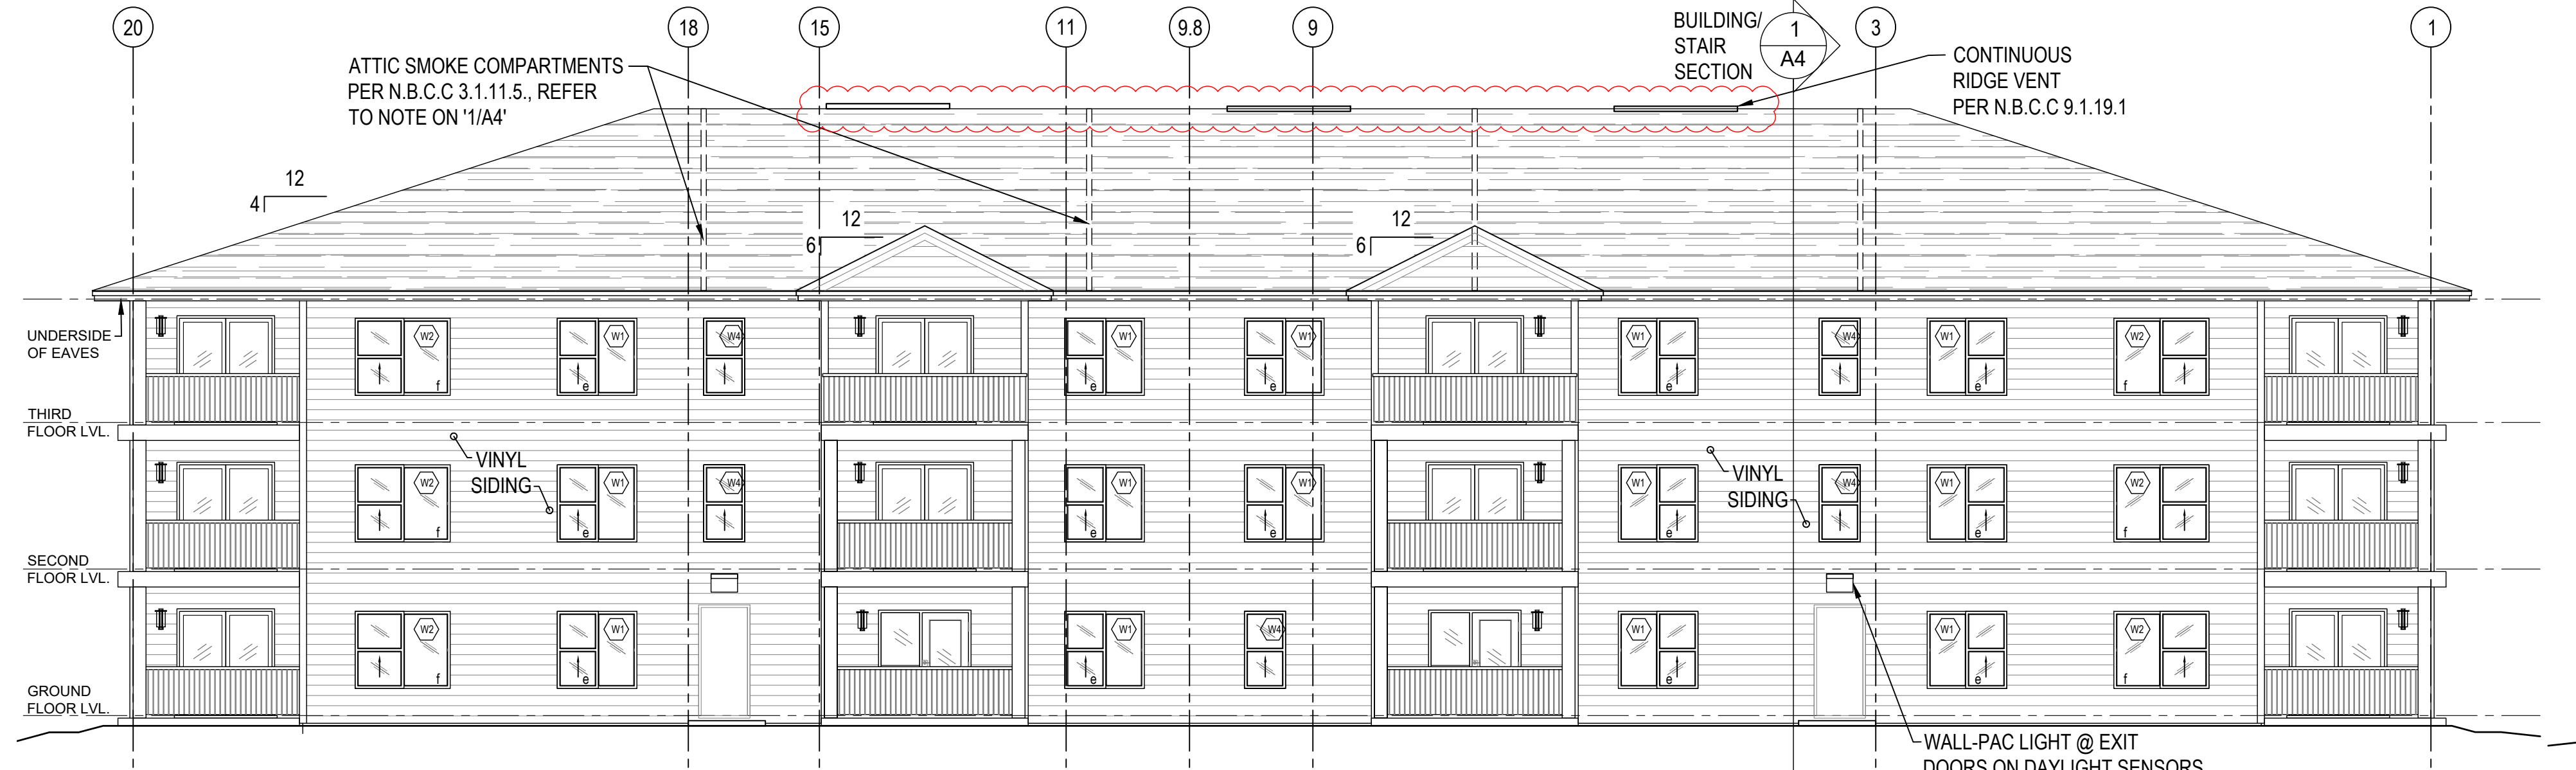 20
18
15
11
9.8
9
BUILDING/
STAIR
SECTION
1
A4
3
1
ATTIC SMOKE COMPARTMENTS
PER N.B.C.C 3.1.11.5., REFER
TO NOTE ON '1/A4'
CONTINUOUS
RIDGE VENT
PER N.B.C.C 9.1.19.1
12
4
12
6
12
6
UNDERSIDE
OF EAVES
W2
f
W1
e
W4
W1
e
W1
e
W1
e
W4
W1
e
W2
f
THIRD
FLOOR LVL.
VINYL
SIDING
VINYL
SIDING
W2
f
W1
e
W4
W1
e
W1
e
W1
e
W4
W1
e
W2
f
SECOND
FLOOR LVL.
W2
f
W1
e
W1
e
W4
W1
e
W1
e
W2
f
GROUND
FLOOR LVL.
WALL-PAC LIGHT @ EXIT
DOORS ON DAYLIGHT SENSORS